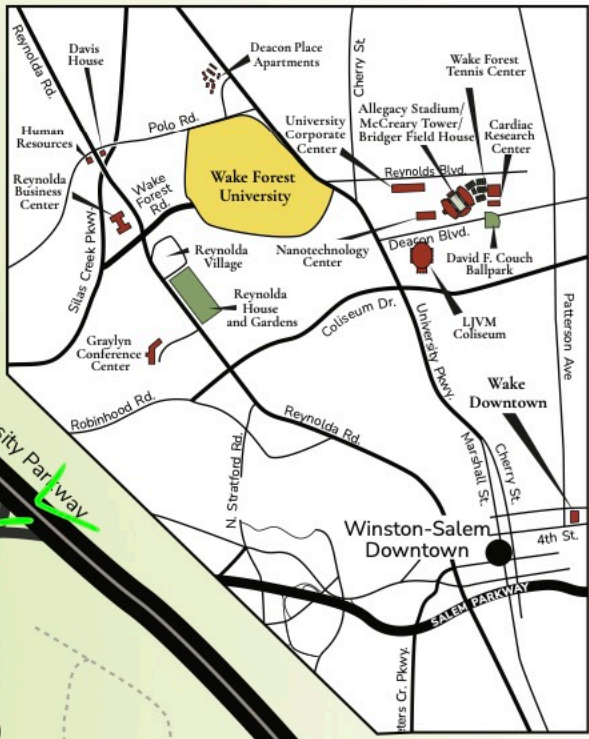 Reynolda Rd.
Davis
House
Deacon Place
Apartments
Cherry St.
Wake Forest
Tennis Center
Allegacy Stadium/
McCreary Tower/
Bridger Field House
Cardiac
Research
Center
University
Corporate
Center
Human
Resources
Polo Rd.
Reynolds Blvd.
Reynolda
Business
Center
Wake
Forest
Rd.
Wake Forest
University
Silas Creek Pkwy.
Reynolda
Village
Nanotechnology
Center
Deacon Blvd.
David F. Couch
Ballpark
Reynolda
House
and Gardens
Coliseum Dr.
University Pkwy.
LJVM
Coliseum
Patterson Ave
Graylyn
Conference
Center
Wake
Downtown
Robinhood Rd.
Reynolda Rd.
N. Stratford Rd.
Marshall St.
Cherry St.
sity Parkway
Winston-Salem
Downtown
4th St.
SALEM PARKWAY
eters Cr. Pkwy.